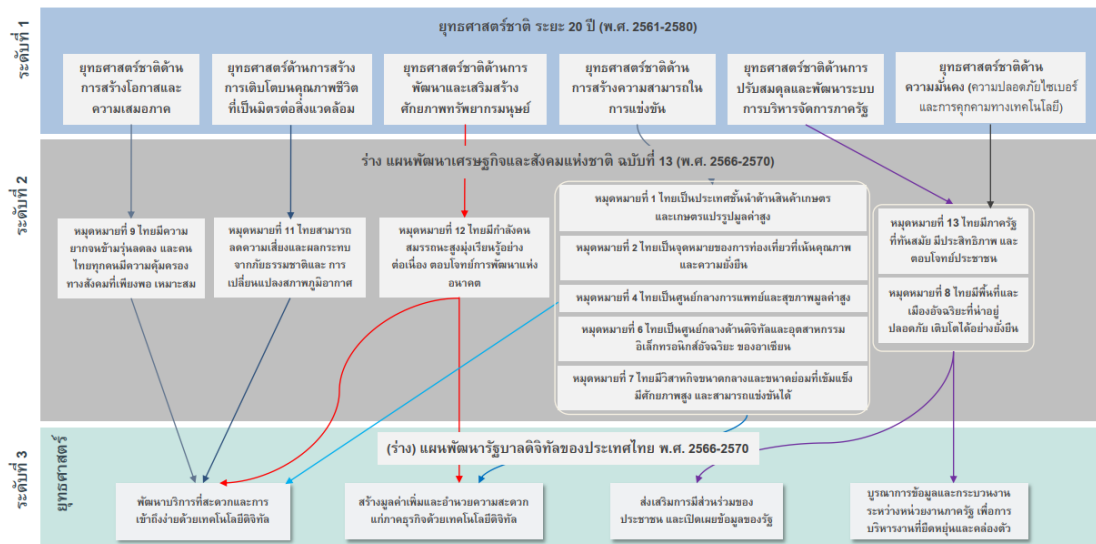 ระดับที่ 1
ยุทธศาสตร์ชาติ ระยะ 20 ปี (พ.ศ. 2561-2580)
ยุทธศาสตร์ชาติด้าน
การสร้างโอกาสและ
ความเสมอภาค
ยุทธศาสตร์ด้านการสร้าง
การเติบโตบนคุณภาพชีวิต
ที่เป็นมิตรต่อสิ่งแวดล้อม
ยุทธศาสตร์ชาติด้านการ
พัฒนาและเสริมสร้าง
ศักยภาพทรัพยากรมนุษย์
ยุทธศาสตร์ชาติด้าน
การสร้างความสามารถใน
การแข่งขัน
ยุทธศาสตร์ชาติด้านการ
ปรับสมดุลและพัฒนาระบบ
การบริหารจัดการภาครัฐ
ยุทธศาสตร์ชาติด้าน
ความมั่นคง (ความปลอดภัยไซเบอร์
และการคุกคามทางเทคโนโลยี)
ระดับที่ 2
ร่าง แผนพัฒนาเศรษฐกิจและสังคมแห่งชาติ ฉบับที่ 13 (พ.ศ. 2566-2570)
หมุดหมายที่ 9 ไทยมีความ
ยากจนข้ามรุ่นลดลง และคน
ไทยทุกคนมีความคุ้มครอง
ทางสังคมที่เพียงพอ เหมาะสม
หมุดหมายที่ 11 ไทยสามารถ
ลดความเสี่ยงและผลกระทบ
จากภัยธรรมชาติและ การ
เปลี่ยนแปลงสภาพภูมิอากาศ
หมุดหมายที่ 12 ไทยมีกำลังคน
สมรรถนะสูงมุ่งเรียนรู้อย่าง
ต่อเนื่อง ตอบโจทย์การพัฒนาแห่ง
อนาคต
หมุดหมายที่ 1 ไทยเป็นประเทศชั้นนำด้านสินค้าเกษตร
และเกษตรแปรรูปมูลค่าสูง
หมุดหมายที่ 2 ไทยเป็นจุดหมายของการท่องเที่ยวที่เน้นคุณภาพ
และความยั่งยืน
หมุดหมายที่ 4 ไทยเป็นศูนย์กลางการแพทย์และสุขภาพมูลค่าสูง
หมุดหมายที่ 6 ไทยเป็นศูนย์กลางด้านดิจิทัลและอุตสาหกรรม
อิเล็กทรอนิกส์อัจฉริยะ ของอาเซียน
หมุดหมายที่ 7 ไทยมีวิสาหกิจขนาดกลางและขนาดย่อมที่เข้มแข็ง
มีศักยภาพสูง และสามารถแข่งขันได้
หมุดหมายที่ 13 ไทยมีภาครัฐ
ที่ทันสมัย มีประสิทธิภาพ และ
ตอบโจทย์ประชาชน
หมุดหมายที่ 8 ไทยมีพื้นที่และ
เมืองอัจฉริยะที่น่าอยู่
ปลอดภัย เติบโตได้อย่างยั่งยืน
ระดับที่ 3
ยุทธศาสตร์
(ร่าง) แผนพัฒนารัฐบาลดิจิทัลของประเทศไทย พ.ศ. 2566-2570
พัฒนาบริการที่สะดวกและการ
เข้าถึงง่ายด้วยเทคโนโลยีดิจิทัล
สร้างมูลค่าเพิ่มและอำนวยความสะดวก
แก่ภาคธุรกิจด้วยเทคโนโลยีดิจิทัล
ส่งเสริมการมีส่วนร่วมของ
ประชาชน และเปิดเผยข้อมูลของรัฐ
บูรณาการข้อมูลและกระบวนงาน
ระหว่างหน่วยงานภาครัฐ เพื่อการ
บริหารงานที่ยืดหยุ่นและคล่องตัว